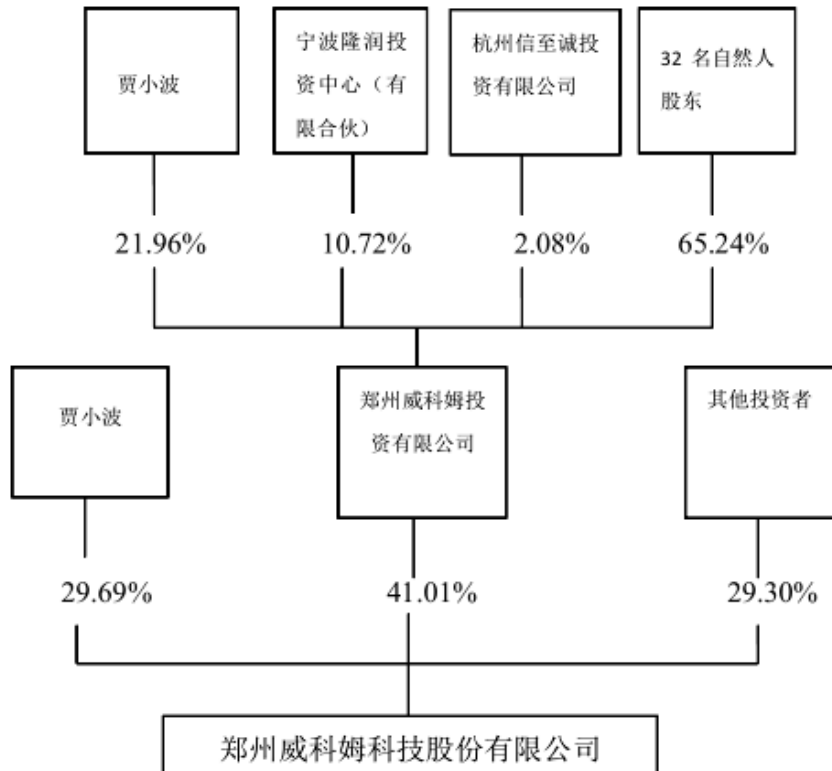 贾小波
宁波隆润投
资中心（有
限合伙）
杭州信至诚投
资有限公司
32 名自然人
股东
21.96%
10.72%
2.08%
65.24%
贾小波
郑州威科姆投
资有限公司
其他投资者
29.69%
41.01%
29.30%
郑州威科姆科技股份有限公司